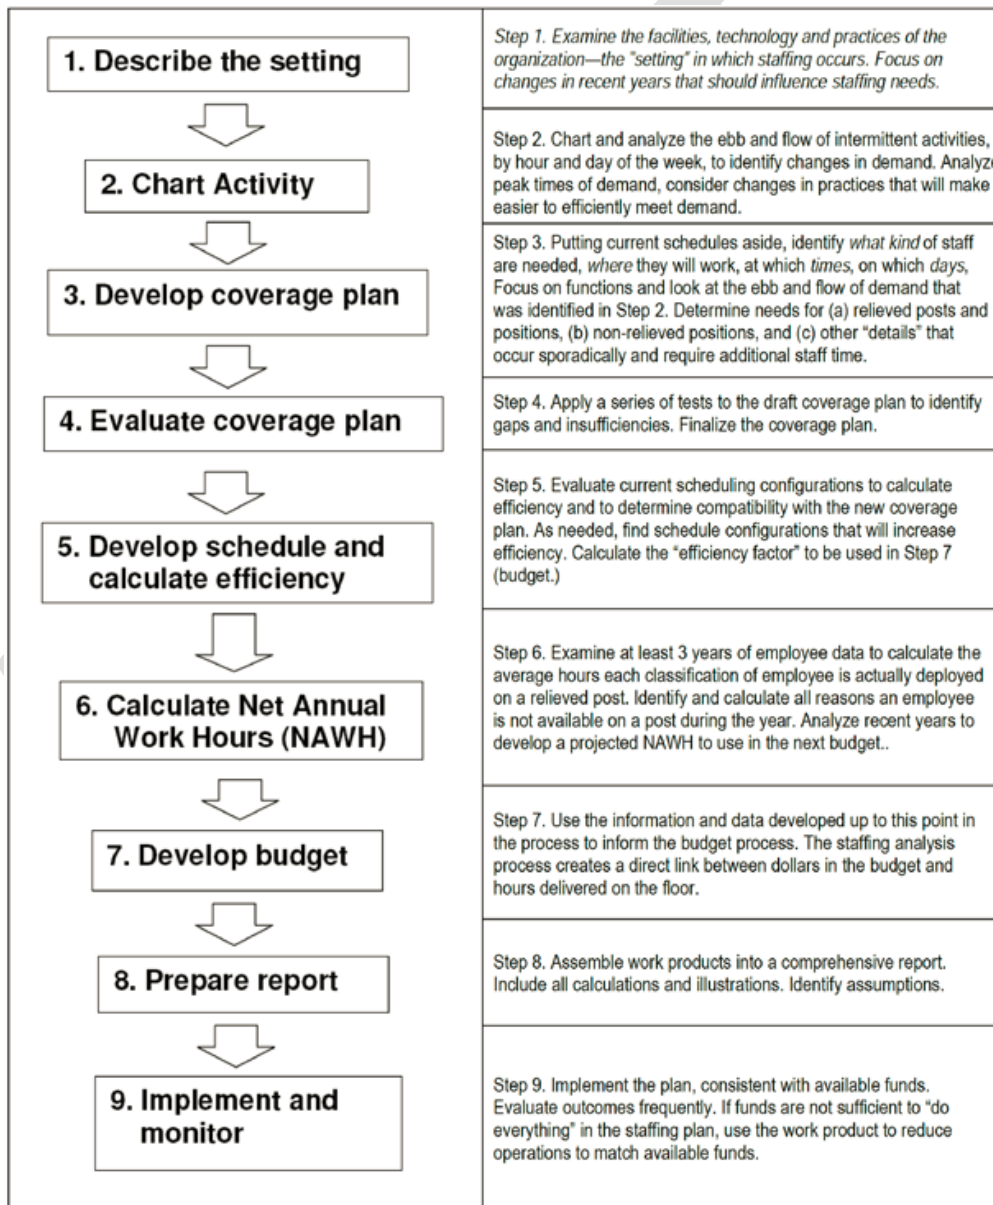 1. Describe the setting
Step 1. Examine the facilities, technology and practices of the
organization—the "setting" in which staffing occurs. Focus on
changes in recent years that should influence staffing needs.
2. Chart Activity
Step 2. Chart and analyze the ebb and flow of intermittent activities,
by hour and day of the week, to identify changes in demand. Analyze
peak times of demand, consider changes in practices that will make
easier to efficiently meet demand.
3. Develop coverage plan
Step 3. Putting current schedules aside, identify what kind of staff
are needed, where they will work, at which times, on which days,
Focus on functions and look at the ebb and flow of demand that
was identified in Step 2. Determine needs for (a) relieved posts and
positions, (b) non-relieved positions, and (c) other “details” that
occur sporadically and require additional staff time.
4. Evaluate coverage plan
Step 4. Apply a series of tests to the draft coverage plan to identify
gaps and insufficiencies. Finalize the coverage plan.
5. Develop schedule and
calculate efficiency
Step 5. Evaluate current scheduling configurations to calculate
efficiency and to determine compatibility with the new coverage
plan. As needed, find schedule configurations that will increase
efficiency. Calculate the “efficiency factor” to be used in Step 7
(budget.)
6. Calculate Net Annual
Work Hours (NAWH)
Step 6. Examine at least 3 years of employee data to calculate the
average hours each classification of employee is actually deployed
on a relieved post. Identify and calculate all reasons an employee
is not available on a post during the year. Analyze recent years to
develop a projected NAWH to use in the next budget..
7. Develop budget
Step 7. Use the information and data developed up to this point in
the process to inform the budget process. The staffing analysis
process creates a direct link between dollars in the budget and
hours delivered on the floor.
8. Prepare report
Step 8. Assemble work products into a comprehensive report.
Include all calculations and illustrations. Identify assumptions.
9. Implement and
monitor
Step 9. Implement the plan, consistent with available funds.
Evaluate outcomes frequently. If funds are not sufficient to “do
everything” in the staffing plan, use the work product to reduce
operations to match available funds.